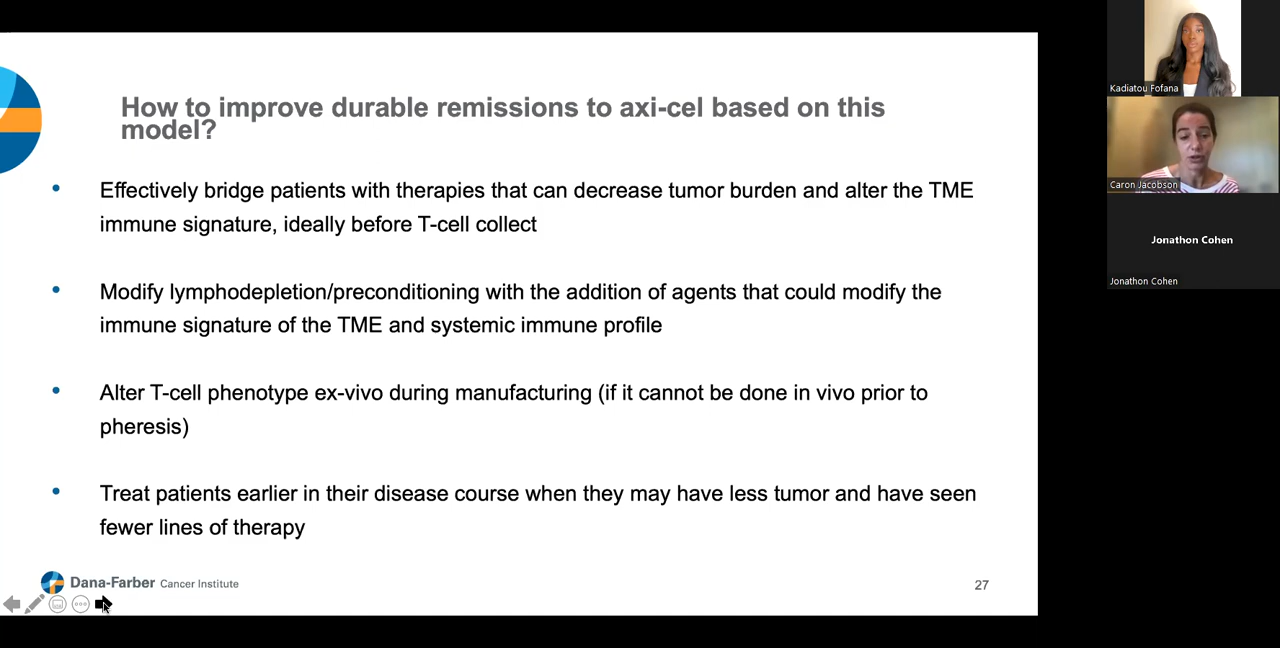 How to improve durable remissions to axi-cel based on this
model?
• Effectively bridge patients with therapies that can decrease tumor burden and alter the TME
immune signature, ideally before T-cell collect
• Modify lymphodepletion/preconditioning with the addition of agents that could modify the
immune signature of the TME and systemic immune profile
• Alter T-cell phenotype ex-vivo during manufacturing (if it cannot be done in vivo prior to
pheresis)
• Treat patients earlier in their disease course when they may have less tumor and have seen
fewer lines of therapy
Dana-Farber Cancer Institute
27
Kadiatou Fofana
Caron Jacobson
Jonathon Cohen
Jonathon Cohen